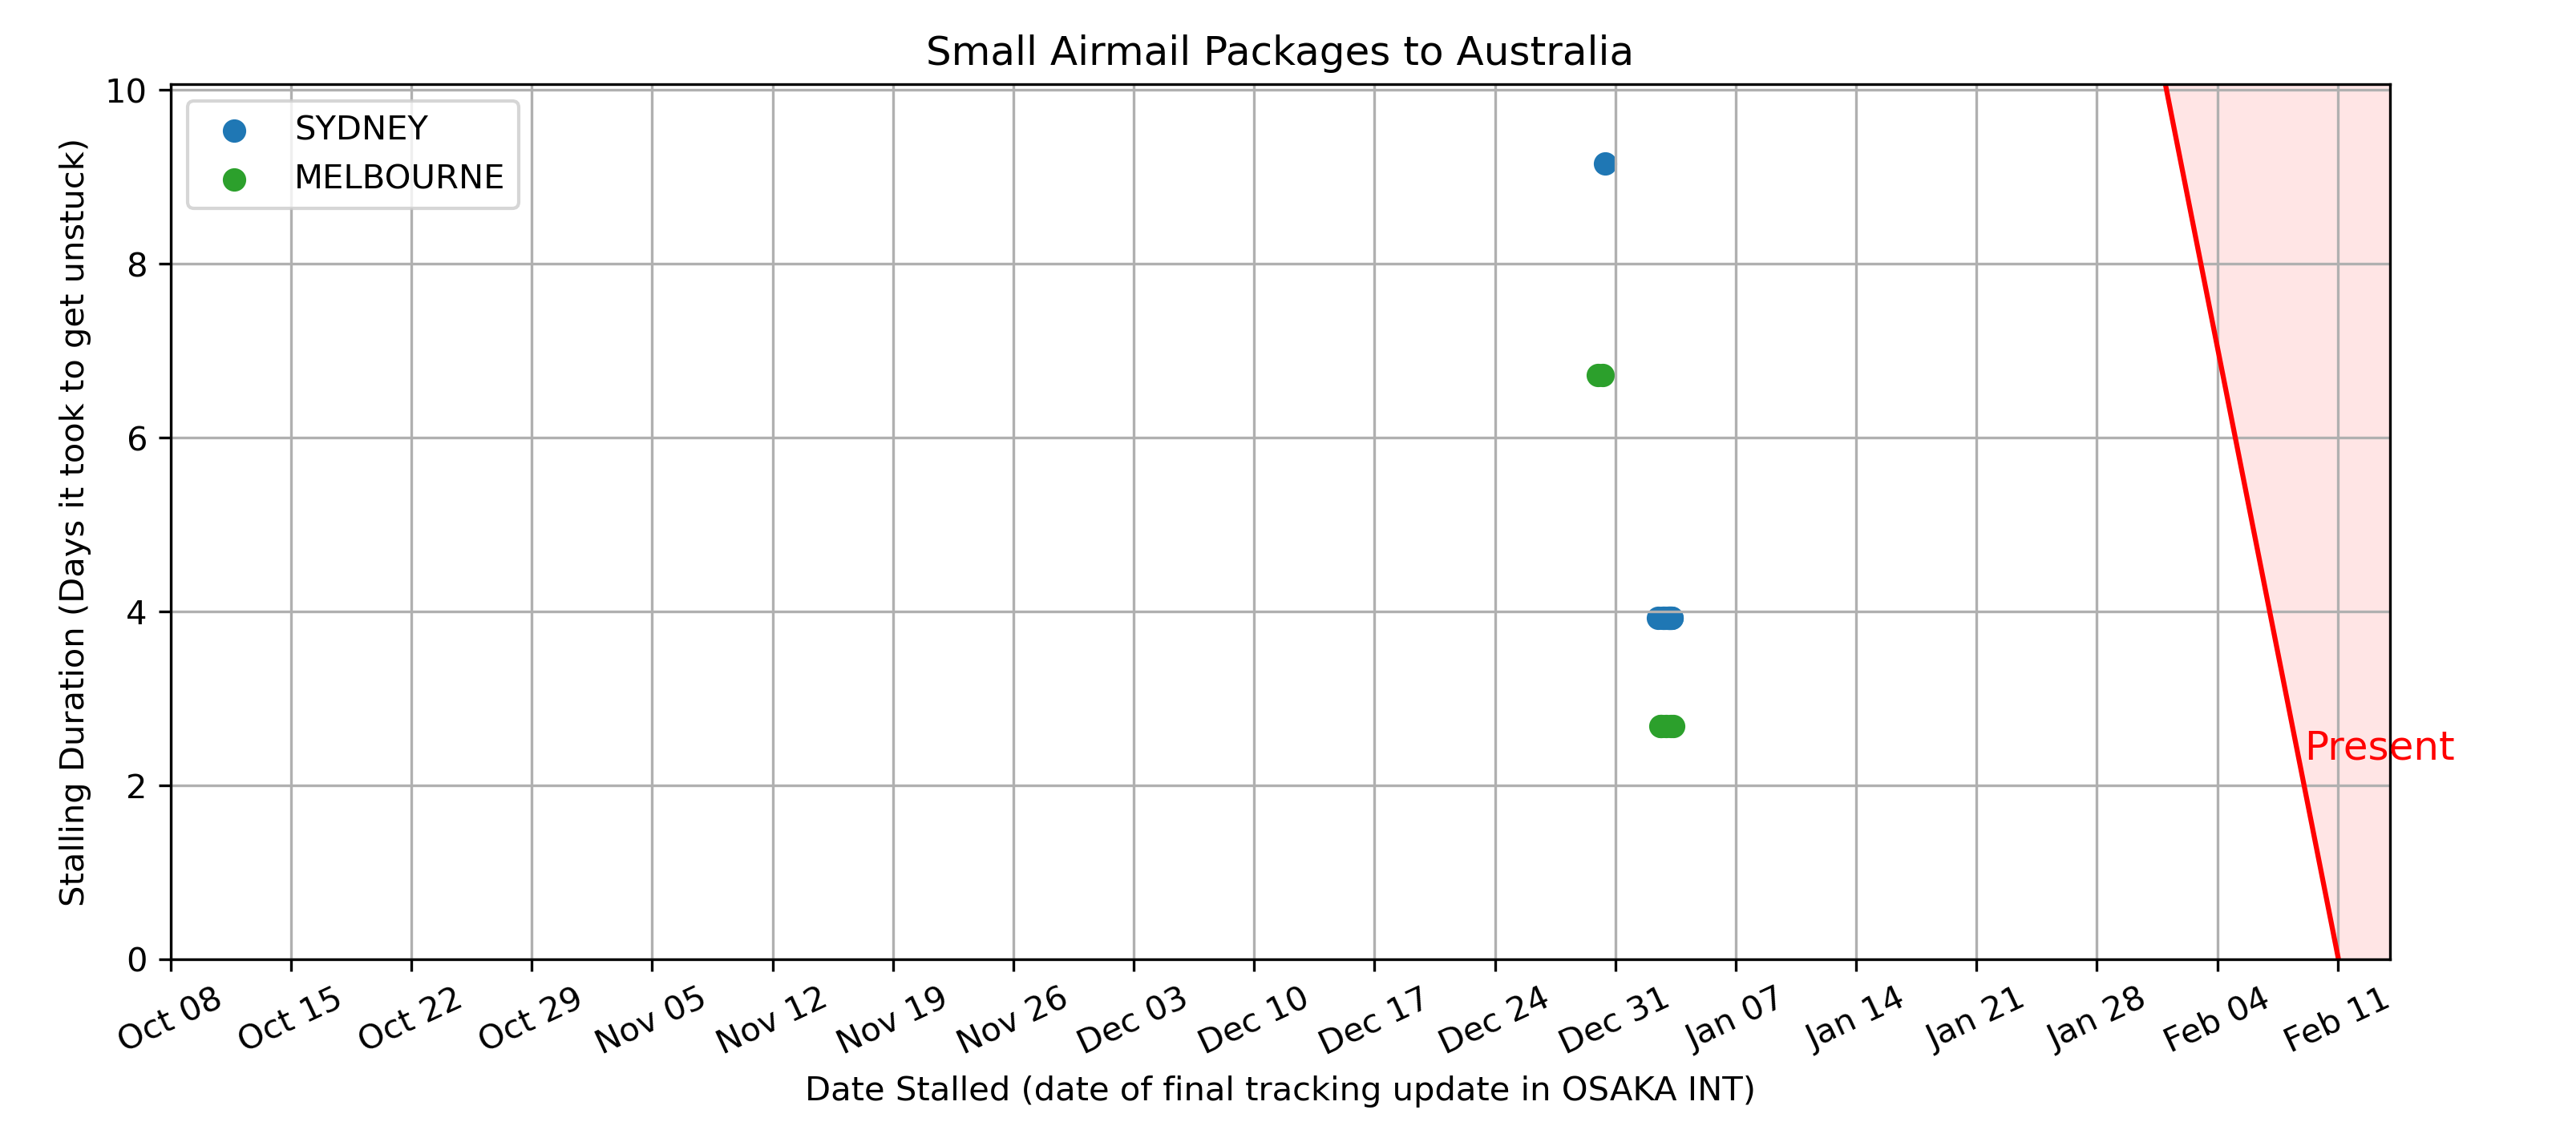 Small Airmail Packages to Australia
SYDNEY
MELBOURNE
Stalling Duration (Days it took to get unstuck)
10
8
6
4
2
0
Present
Oct 08 Oct 15 Oct 22 Oct 29 Nov 05 Nov 12 Nov 19 Nov 26 Dec 03 Dec 10 Dec 17 Dec 24 Dec 31 Jan 07 Jan 14 Jan 21 Jan 28 Feb 04 Feb 11
Date Stalled (date of final tracking update in OSAKA INT)